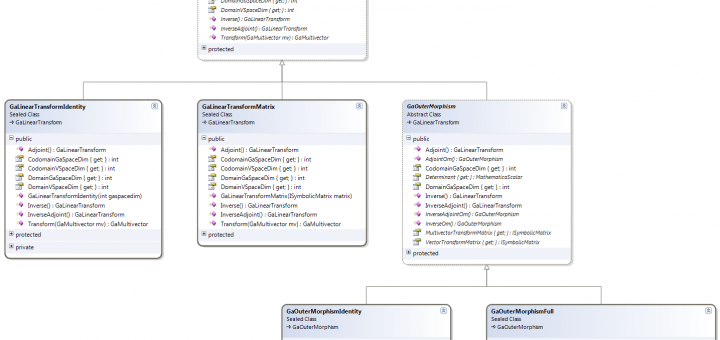 DomainGaSpaceDim { get; } : int
DomainVSpaceDim { get; } : int
Inverse() : GaLinearTransform
InverseAdjoint() : GaLinearTransform
Transform(GaMultivector mv) : GaMultivector
protected
GaLinearTransformIdentity
Sealed Class
GaLinearTransform
public
Adjoint() : GaLinearTransform
CodomainGaSpaceDim { get; } : int
CodomainVSpaceDim { get; } : int
DomainGaSpaceDim { get; } : int
DomainVSpaceDim { get; } : int
GaLinearTransformIdentity(int gaspacedim)
Inverse() : GaLinearTransform
InverseAdjoint() : GaLinearTransform
Transform(GaMultivector mv) : GaMultivector
protected
private
GaLinearTransformMatrix
Sealed Class
GaLinearTransform
public
Adjoint() : GaLinearTransform
CodomainGaSpaceDim { get; } : int
CodomainVSpaceDim { get; } : int
DomainGaSpaceDim { get; } : int
DomainVSpaceDim { get; } : int
GaLinearTransformMatrix(ISymbolicMatrix matrix)
Inverse() : GaLinearTransform
InverseAdjoint() : GaLinearTransform
Transform(GaMultivector mv) : GaMultivector
protected
GaOuterMorphism
Abstract Class
GaLinearTransform
public
Adjoint() : GaLinearTransform
AdjointOm() : GaOuterMorphism
CodomainGaSpaceDim { get; } : int
Determinant { get; } : MathematicaScalar
DomainGaSpaceDim { get; } : int
Inverse() : GaLinearTransform
InverseAdjoint() : GaLinearTransform
InverseAdjointOm() : GaOuterMorphism
InverseOm() : GaOuterMorphism
MultivectorTransformMatrix { get; } : ISymbolicMatrix
VectorTransformMatrix { get; } : ISymbolicMatrix
protected
GaOuterMorphismIdentity
Sealed Class
GaOuterMorphism
GaOuterMorphismFull
Sealed Class
GaOuterMorphism